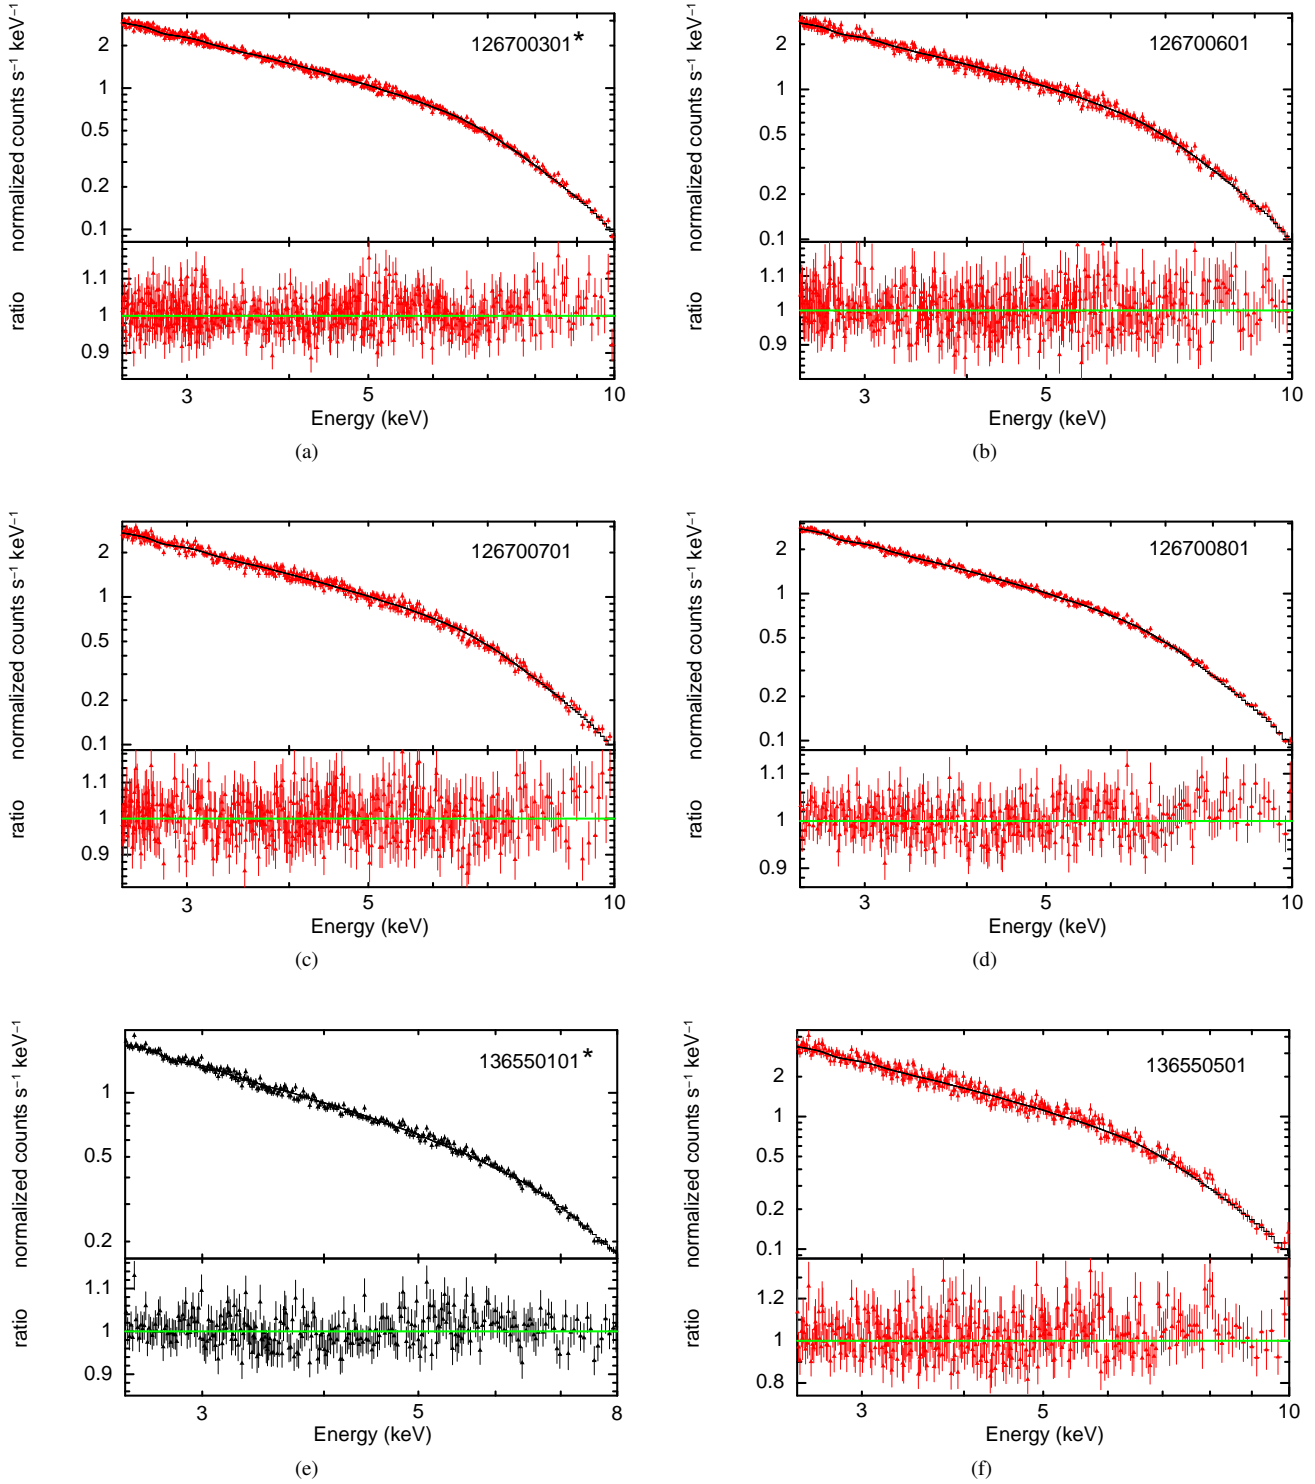 normalized counts s⁻¹ keV⁻¹
2
1
0.5
0.2
0.1
126700301*
ratio
1.1
1
0.9
3
5
10
Energy (keV)
(a)
normalized counts s⁻¹ keV⁻¹
2
1
0.5
0.2
0.1
126700601
ratio
1.1
1
0.9
3
5
10
Energy (keV)
(b)
normalized counts s⁻¹ keV⁻¹
2
1
0.5
0.2
0.1
126700701
ratio
1.1
1
0.9
3
5
10
Energy (keV)
(c)
normalized counts s⁻¹ keV⁻¹
2
1
0.5
0.2
0.1
126700801
ratio
1.1
1
0.9
3
5
10
Energy (keV)
(d)
normalized counts s⁻¹ keV⁻¹
1
0.5
0.2
136550101*
ratio
1.1
1
0.9
3
5
8
Energy (keV)
(e)
normalized counts s⁻¹ keV⁻¹
2
1
0.5
0.2
0.1
136550501
ratio
1.2
1
0.8
3
5
10
Energy (keV)
(f)